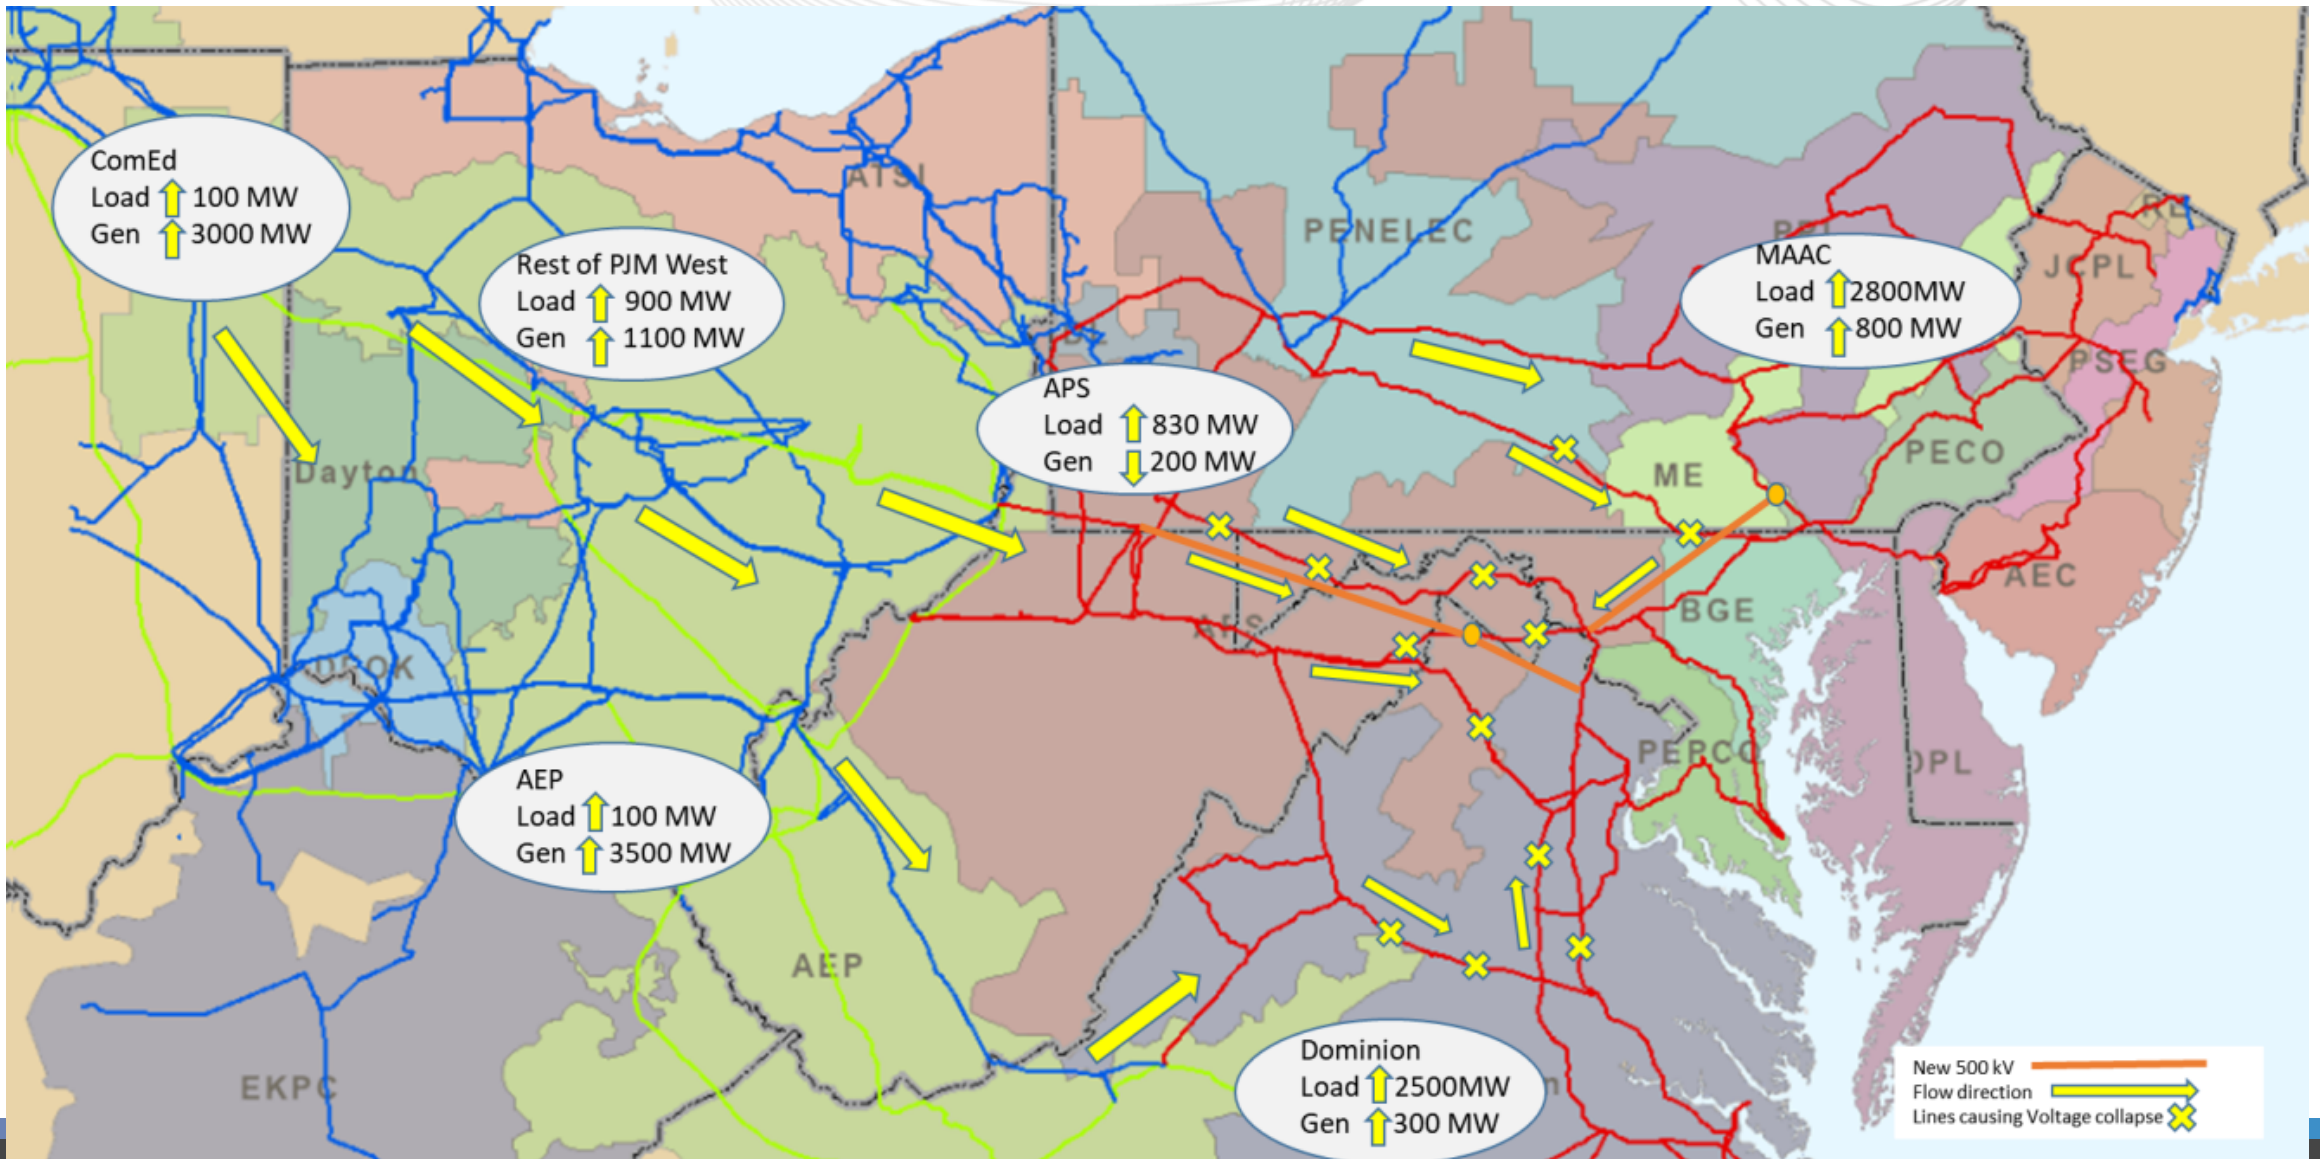 ComEd
Load 100 MW
Gen 3000 MW
Rest of PJM West
Load 900 MW
Gen 1100 MW
MAAC
Load 2800MW
Gen 800 MW
APS
Load 830 MW
Gen 200 MW
AEP
Load 100 MW
Gen 3500 MW
Dominion
Load 2500MW
Gen 300 MW
ATSI
PENELEC
JCPL
PSEG
PECO
ME
Dayton
AEC
BGE
APS
PEPCO
DPL
AEP
EKPC
New 500 kV
Flow direction
Lines causing Voltage collapse